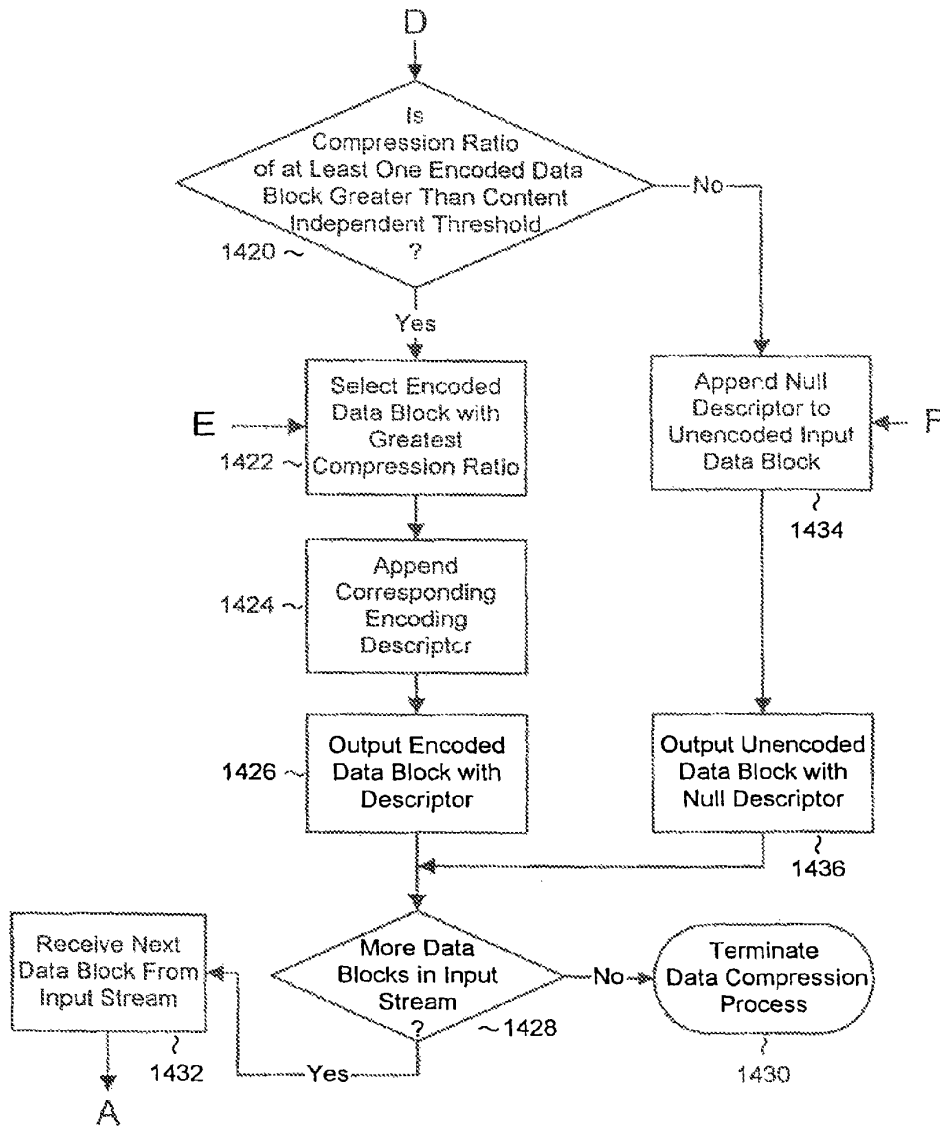 D
Is
Compression Ratio
of at Least One Encoded Data
Block Greater Than Content
Independent Threshold
?
1420 ~
No
Yes
E
Select Encoded
Data Block with
Greatest
Compression Ratio
1422 ~
Append Null
Descriptor to
Unencoded Input
Data Block
F
1434
1424 ~
Append
Corresponding
Encoding
Descriptor
1426 ~
Output Encoded
Data Block with
Descriptor
Output Unencoded
Data Block with
Null Descriptor
1436
Receive Next
Data Block From
Input Stream
1432
More Data
Blocks in Input
Stream
?
~1428
No
Terminate
Data Compression
Process
1430
Yes
A